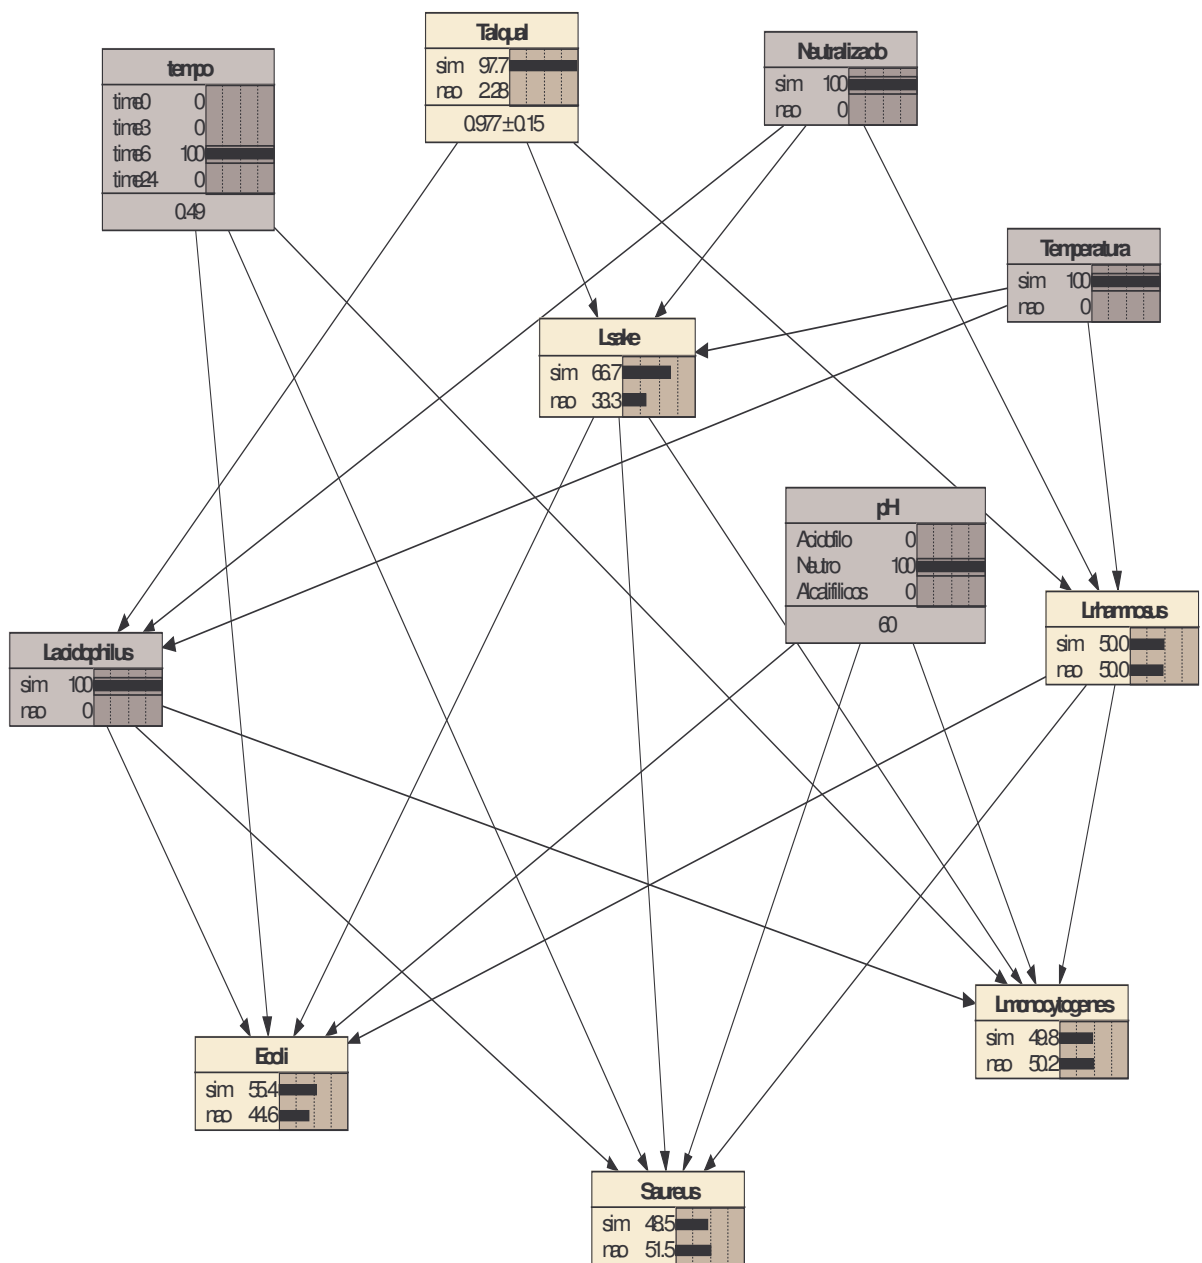 Talqual
sim 97.7
nao 2.28
0.977 ± 0.15
Neutralizado
sim 100
nao 0
tempo
time0 0
time3 0
time6 100
time24 0
0.49
Temperatura
sim 100
nao 0
Lsake
sim 66.7
nao 33.3
pH
Acidofilo 0
Neutro 100
Alcalifilicos 0
60
Lrhamnosus
sim 50.0
nao 50.0
Lacidophilus
sim 100
nao 0
Lmonocytogenes
sim 49.8
nao 50.2
Ecoli
sim 55.4
nao 44.6
Saureus
sim 48.5
nao 51.5